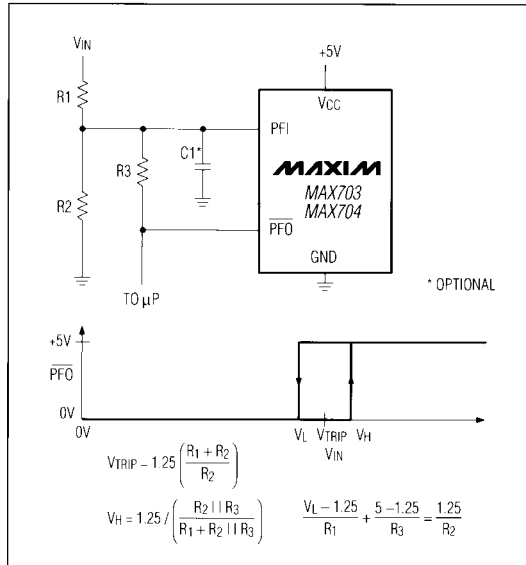 VIN
+5V
R1
VCC
PFI
C1*
R3
MAXIM
MAX703
MAX704
R2
PFO
GND
TO µP
* OPTIONAL
+5V
PFO
0V
0V
VL VTRIP VH
VIN
VTRIP – 1.25 (R1 + R2 / R2)
VH = 1.25 / (R2 | | R3 / R1 + R2 | | R3)
VL – 1.25 / R1 + 5 – 1.25 / R3 = 1.25 / R2